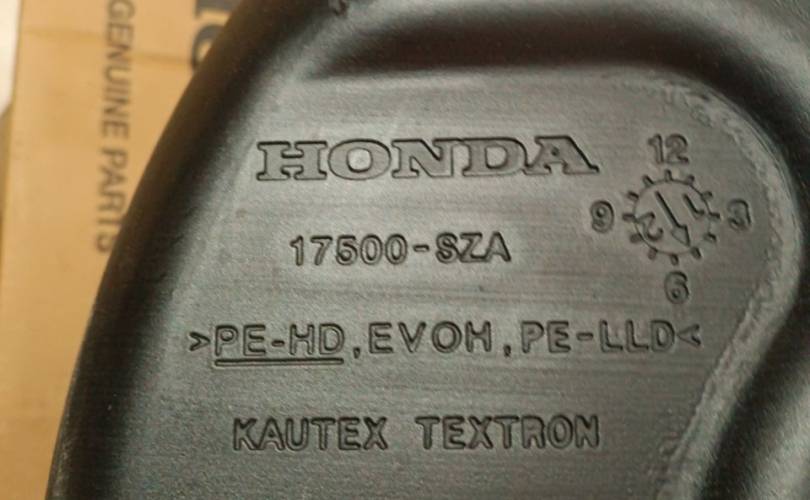 GENUINE PARTS
HONDA
12
9
3
6
17500-SZA
>PE-HD, EVOH, PE-LLD<
KAUTEX TEXTRON